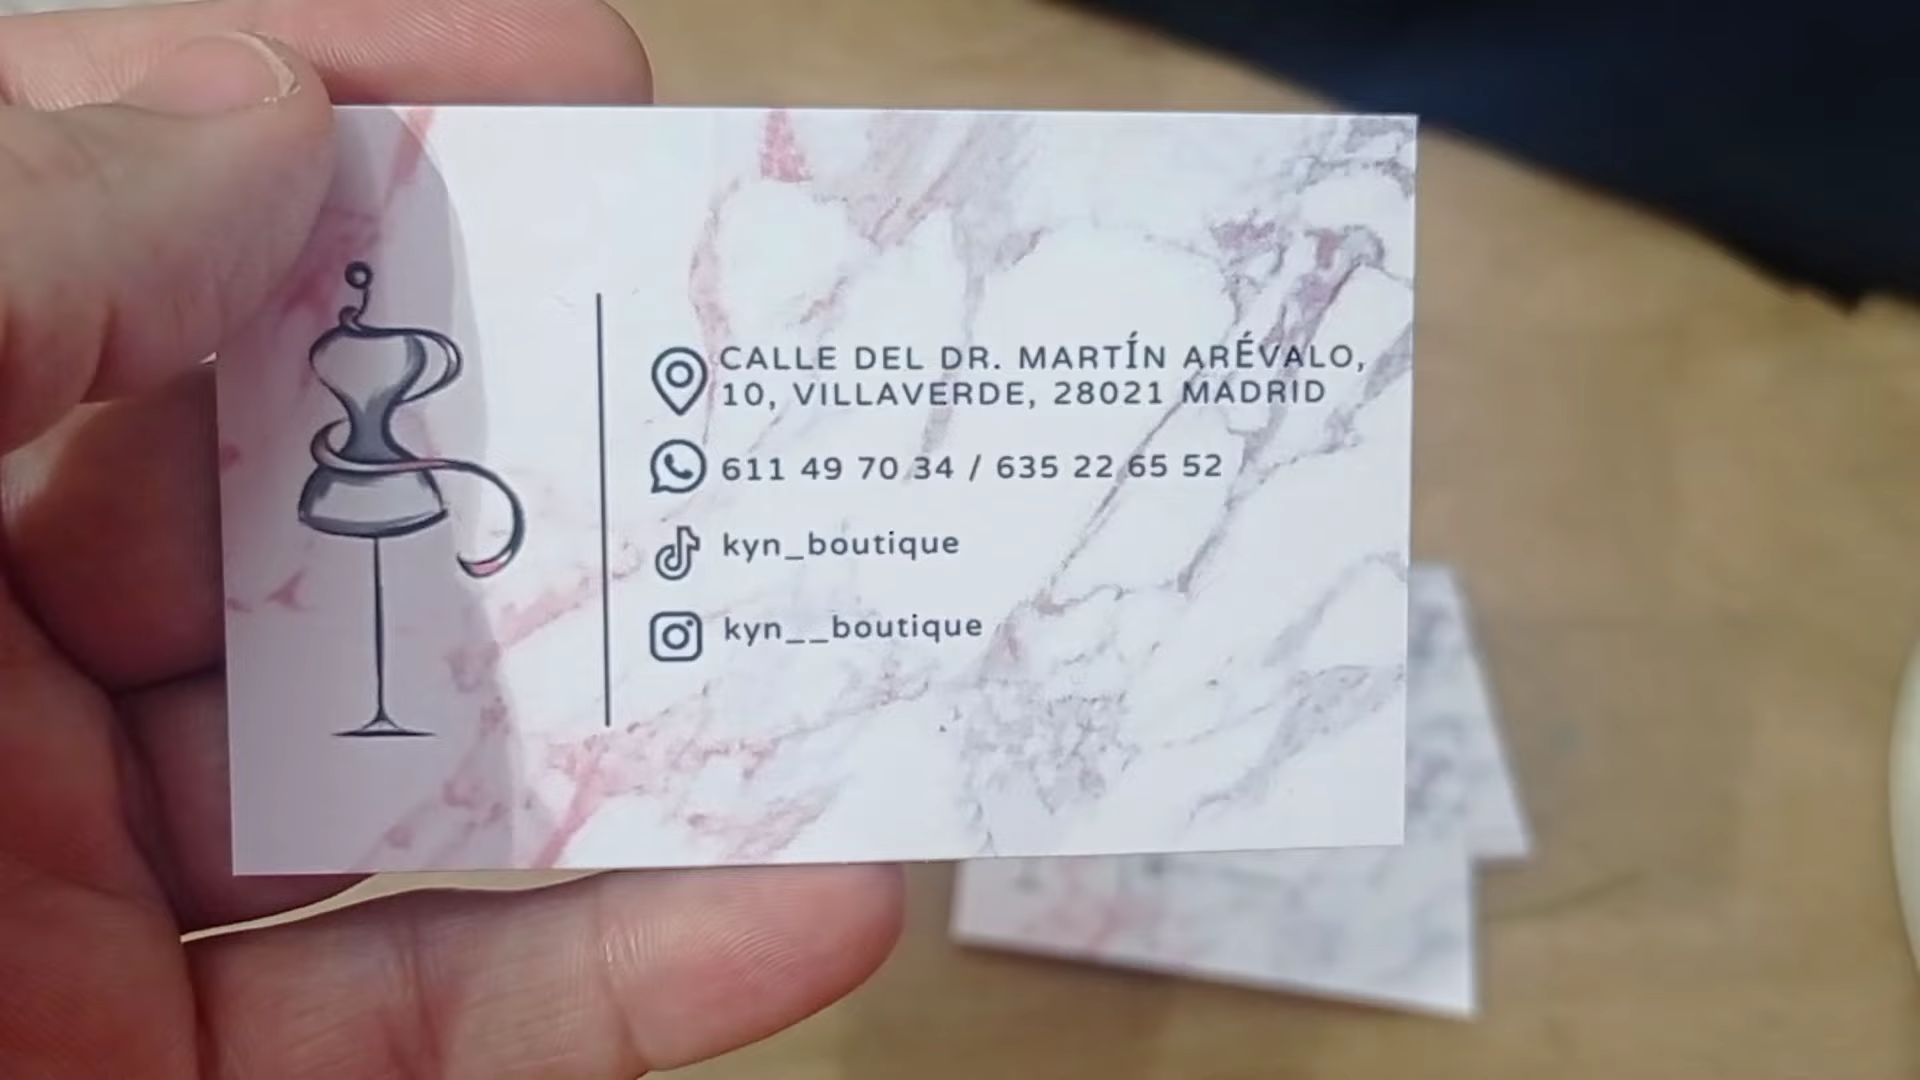 CALLE DEL DR. MARTÍN ARÉVALO,
10, VILLAVERDE, 28021 MADRID
611 49 70 34 / 635 22 65 52
kyn_boutique
kyn__boutique